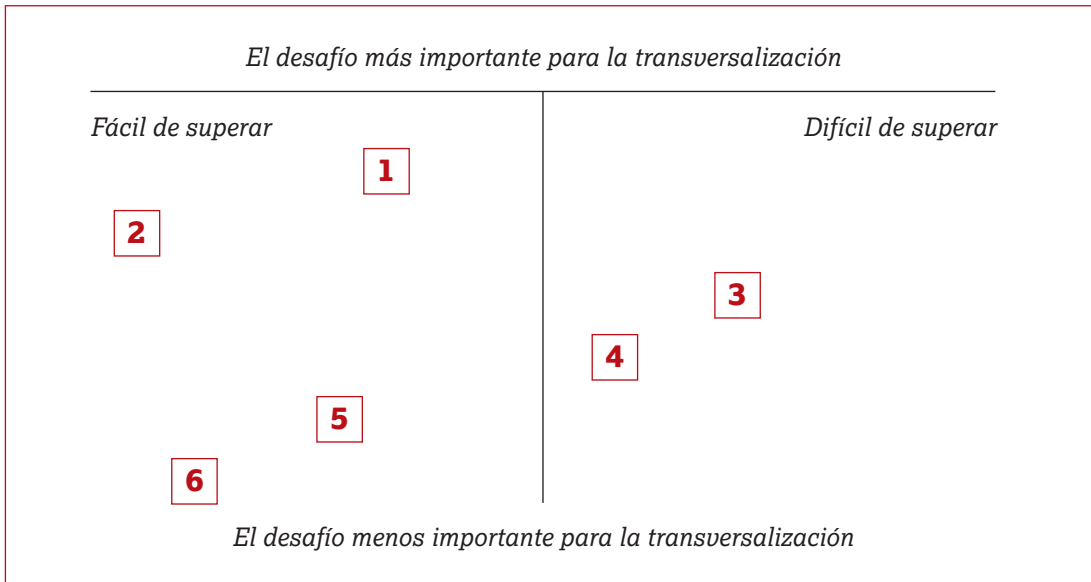 El desafío más importante para la transversalización
Fácil de superar
Difícil de superar
1
2
3
4
5
6
El desafío menos importante para la transversalización